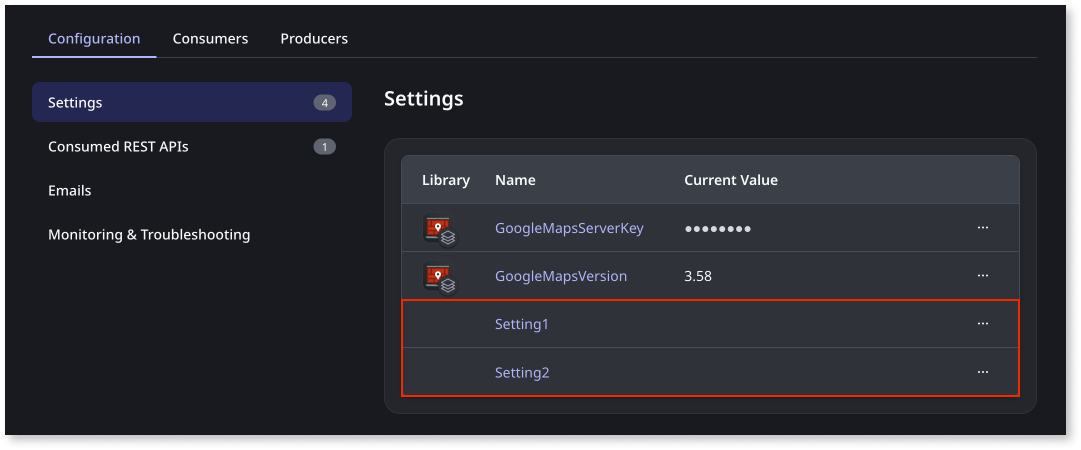 Configuration Consumers Producers
Settings 4
Consumed REST APIs 1
Emails
Monitoring & Troubleshooting
Settings
Library Name Current Value
GoogleMapsServerKey ●●●●●●●● ...
GoogleMapsVersion 3.58 ...
Setting1 ...
Setting2 ...